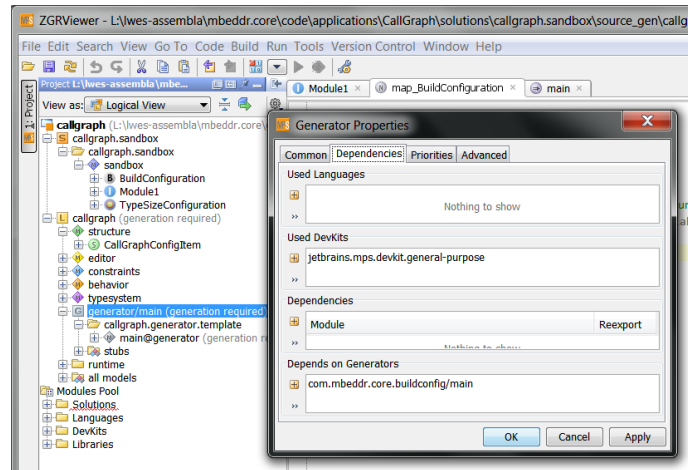 ZGRViewer - L:\lwes-assembla\mbeddr.core\code\applications\CallGraph\solutions\callgraph.sandbox\source_gen\callg
File Edit Search View Go To Code Build Run Tools Version Control Window Help
Project L:\lwes-assembla\mbe...
Module1 × map_BuildConfiguration × main ×
1: Project
View as: Logical View
callgraph (L:\lwes-assembla\mbeddr.core\
callgraph.sandbox
callgraph.sandbox
sandbox
BuildConfiguration
Module1
TypeSizeConfiguration
callgraph (generation required)
structure
CallGraphConfigItem
editor
constraints
behavior
typesystem
generator/main (generation required)
callgraph.generator.template
main@generator (generation r
stubs
runtime
all models
Modules Pool
Solutions
Languages
DevKits
Libraries
Generator Properties
Common Dependencies Priorities Advanced
Used Languages
Nothing to show
Used DevKits
jetbrains.mps.devkit.general-purpose
Dependencies
Module Reexport
Nothing to show
Depends on Generators
com.mbeddr.core.buildconfig/main
OK Cancel Apply